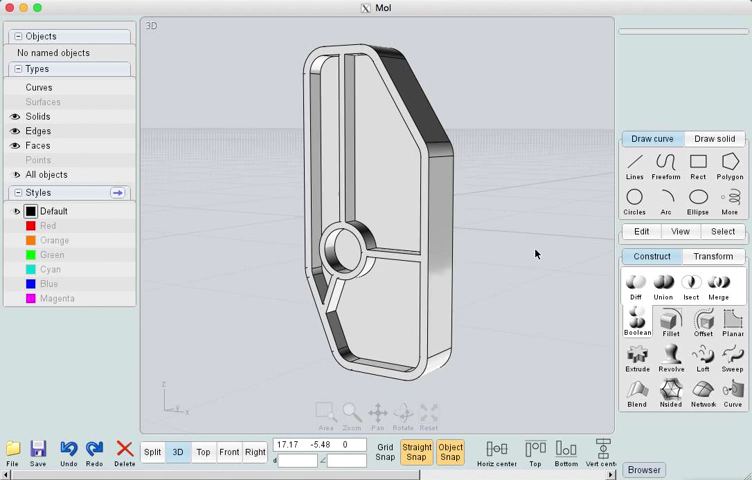 MoI
Objects
No named objects
Types
Curves
Surfaces
Solids
Edges
Faces
Points
All objects
Styles
Default
Red
Orange
Green
Cyan
Blue
Magenta
3D
z
x
y
Area
Zoom
Pan
Rotate
Reset
Draw curve
Draw solid
Lines
Freeform
Rect
Polygon
Circles
Arc
Ellipse
More
Edit
View
Select
Construct
Transform
Diff
Union
Isect
Merge
Boolean
Fillet
Offset
Planar
Extrude
Revolve
Loft
Sweep
Blend
Nsided
Network
Curve
File
Save
Undo
Redo
Delete
Split
3D
Top
Front
Right
17.17 -5.48 0
d
Grid Snap
Straight Snap
Object Snap
Horiz center
Top
Bottom
Vert cent
Browser